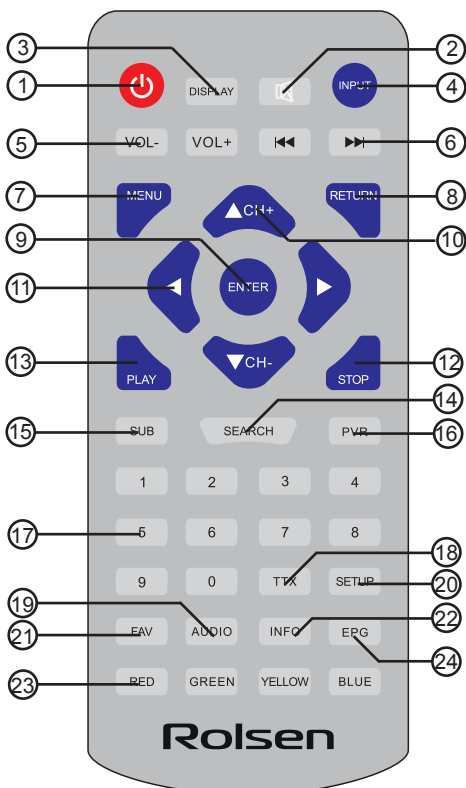 3 2
1 DISPLAY INPUT 4
5 VOL- VOL+ 6
7 MENU RETURN 8
CH+ 10
9 ENTER
11
CH-
13 PLAY STOP 12
14
15 SUB SEARCH PVR 16
1 2 3 4
17 5 6 7 8
18
9 0 TTX SETUP 20
19
21 FAV AUDIO INFO EPG 22
24
23 RED GREEN YELLOW BLUE
Rolsen